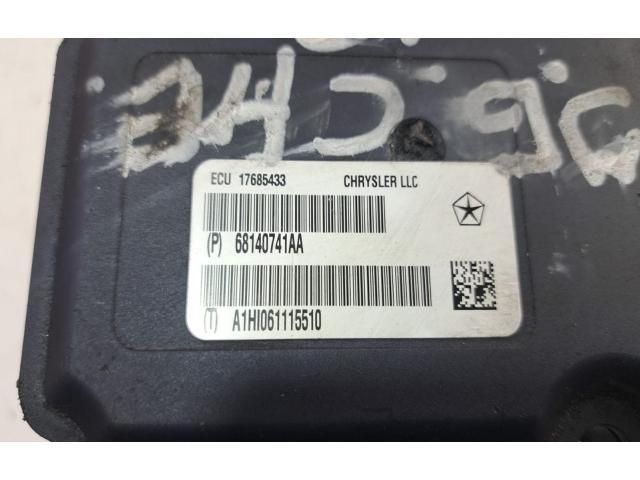 ECU 17685433 CHRYSLER LLC
(P) 68140741AA
(T) A1HI061115510